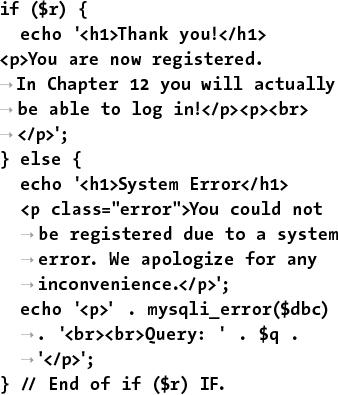 if ($r) {
echo '<h1>Thank you!</h1>
<p>You are now registered.
→In Chapter 12 you will actually
→be able to log in!</p><p><br>
→</p>';
} else {
echo '<h1>System Error</h1>
<p class="error">You could not
→be registered due to a system
→error. We apologize for any
→inconvenience.</p>';
echo '<p>' . mysqli_error($dbc)
→. '<br><br>Query: ' . $q .
→'</p>';
} // End of if ($r) IF.